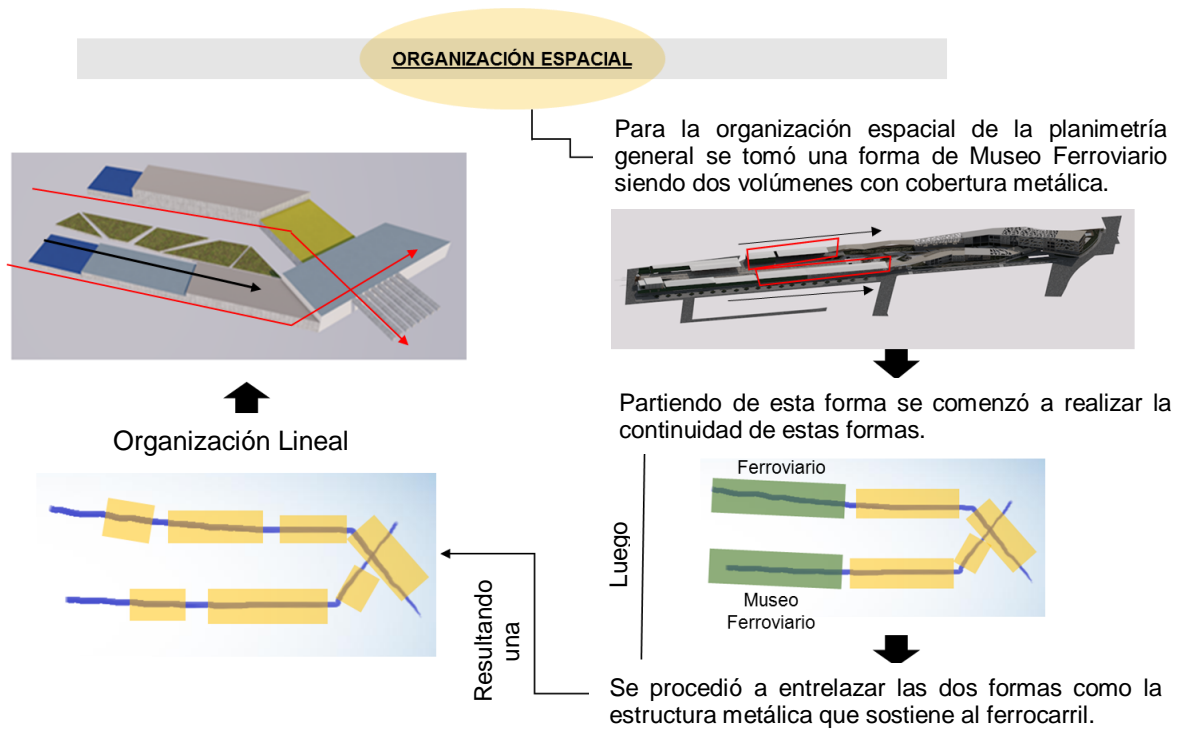 ORGANIZACIÓN ESPACIAL
Para la organización espacial de la planimetría
general se tomó una forma de Museo Ferroviario
siendo dos volúmenes con cobertura metálica.
Partiendo de esta forma se comenzó a realizar la
continuidad de estas formas.
Luego
Ferroviario
Museo
Ferroviario
Se procedió a entrelazar las dos formas como la
estructura metálica que sostiene al ferrocarril.
Resultando
una
Organización Lineal